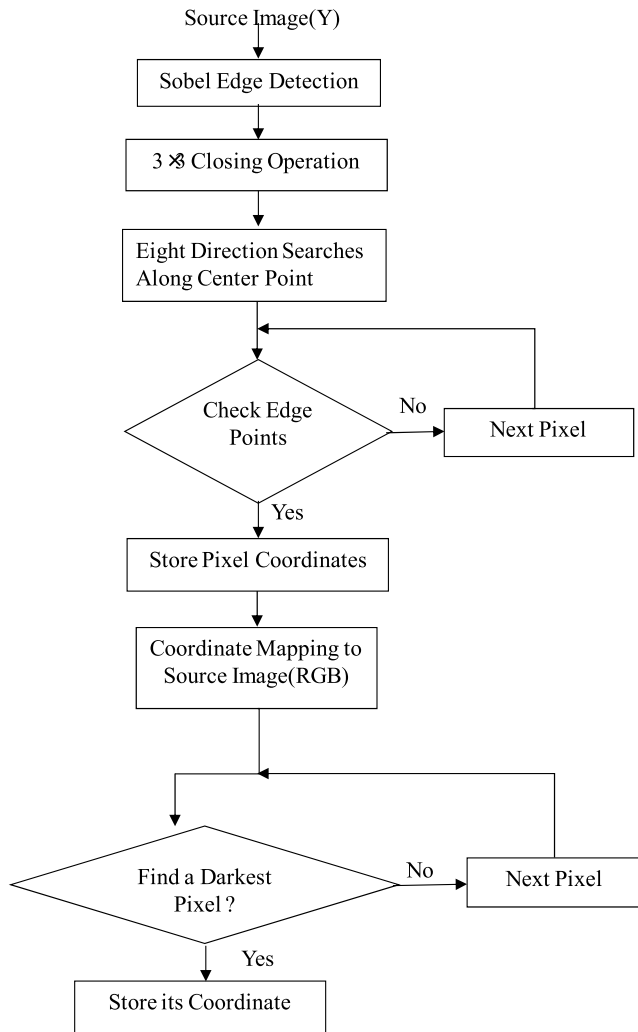 Source Image(Y)
Sobel Edge Detection
3 ×3 Closing Operation
Eight Direction Searches
Along Center Point
Check Edge
Points
No
Next Pixel
Yes
Store Pixel Coordinates
Coordinate Mapping to
Source Image(RGB)
Find a Darkest
Pixel ?
No
Next Pixel
Yes
Store its Coordinate